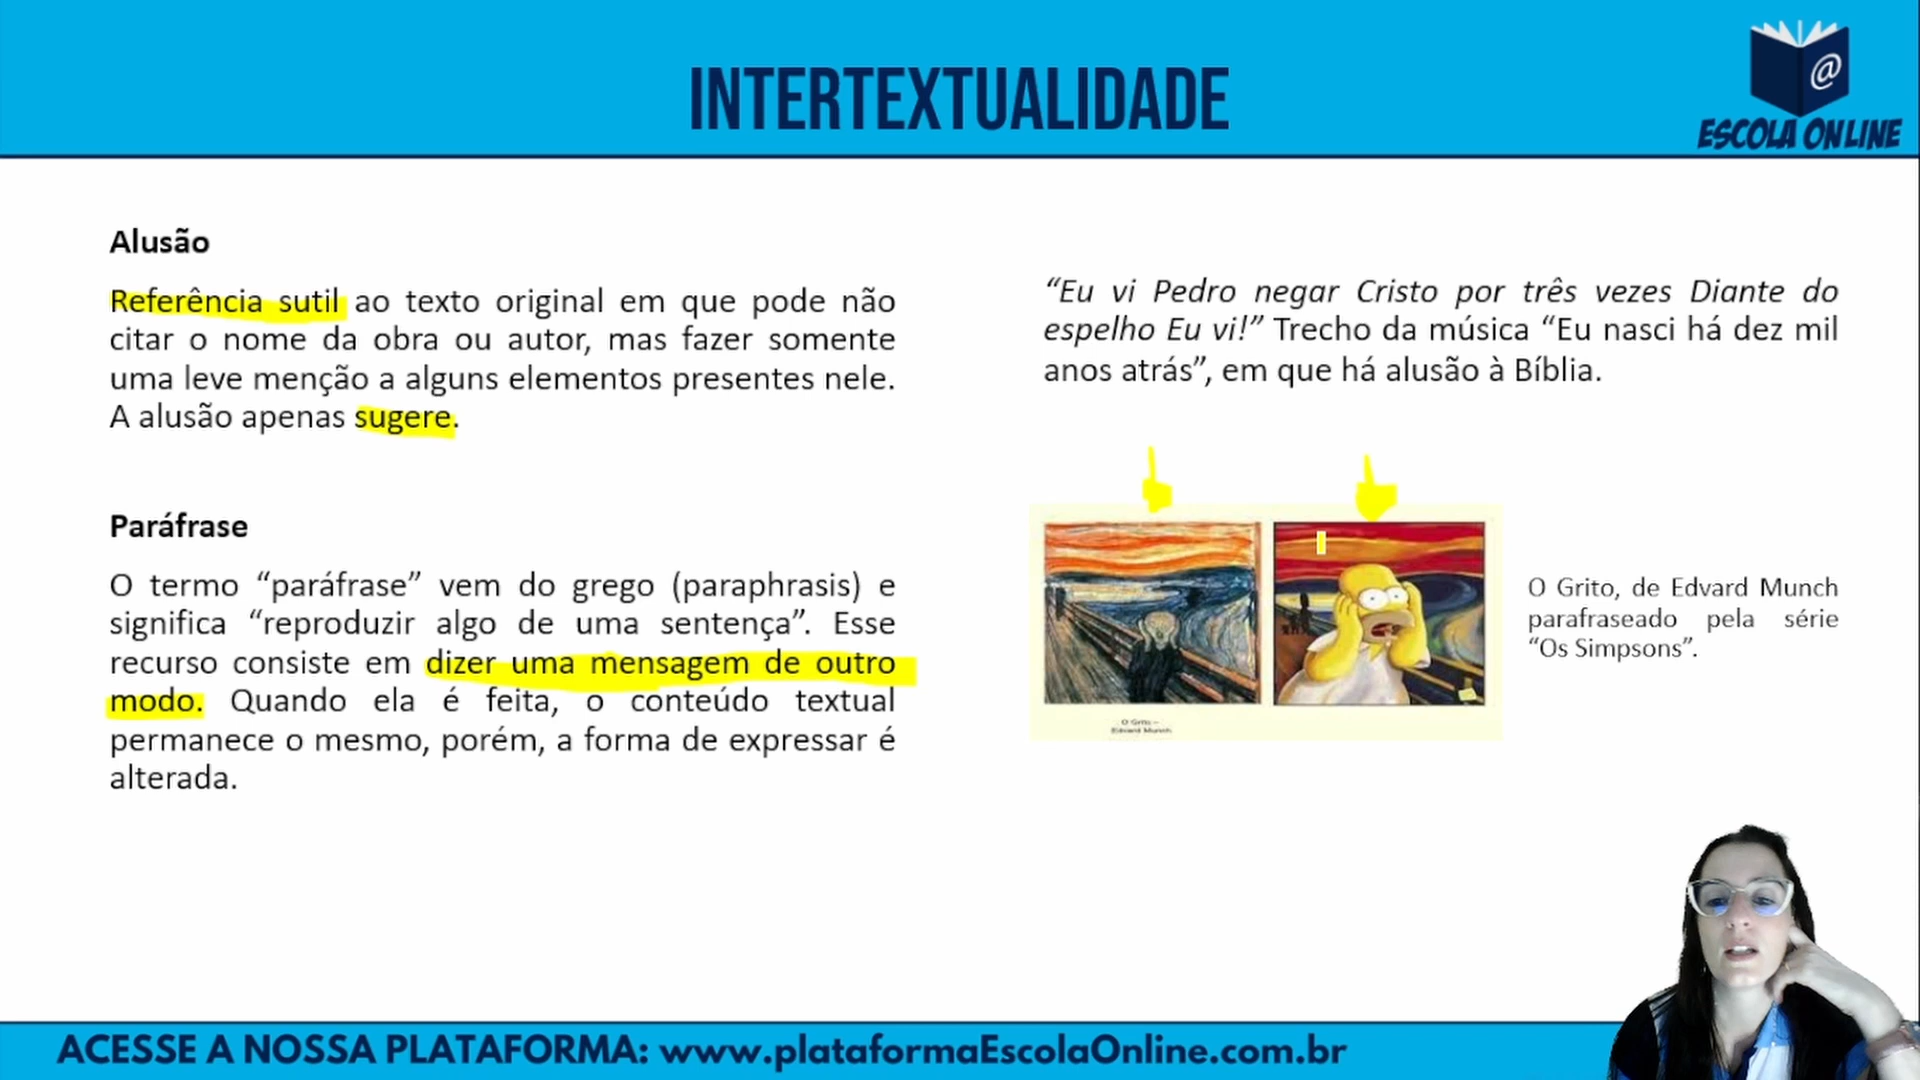 INTERTEXTUALIDADE
@
ESCOLA ONLINE
Alusão
Referência sutil ao texto original em que pode não
citar o nome da obra ou autor, mas fazer somente
uma leve menção a alguns elementos presentes nele.
A alusão apenas sugere.
Paráfrase
O termo “paráfrase” vem do grego (paraphrasis) e
significa “reproduzir algo de uma sentença”. Esse
recurso consiste em dizer uma mensagem de outro
modo. Quando ela é feita, o conteúdo textual
permanece o mesmo, porém, a forma de expressar é
alterada.
“Eu vi Pedro negar Cristo por três vezes Diante do
espelho Eu vi!” Trecho da música “Eu nasci há dez mil
anos atrás”, em que há alusão à Bíblia.
O Grito –
Edvard Munch
O Grito, de Edvard Munch
parafraseado pela série
“Os Simpsons”.
ACESSE A NOSSA PLATAFORMA: www.plataformaEscolaOnline.com.br